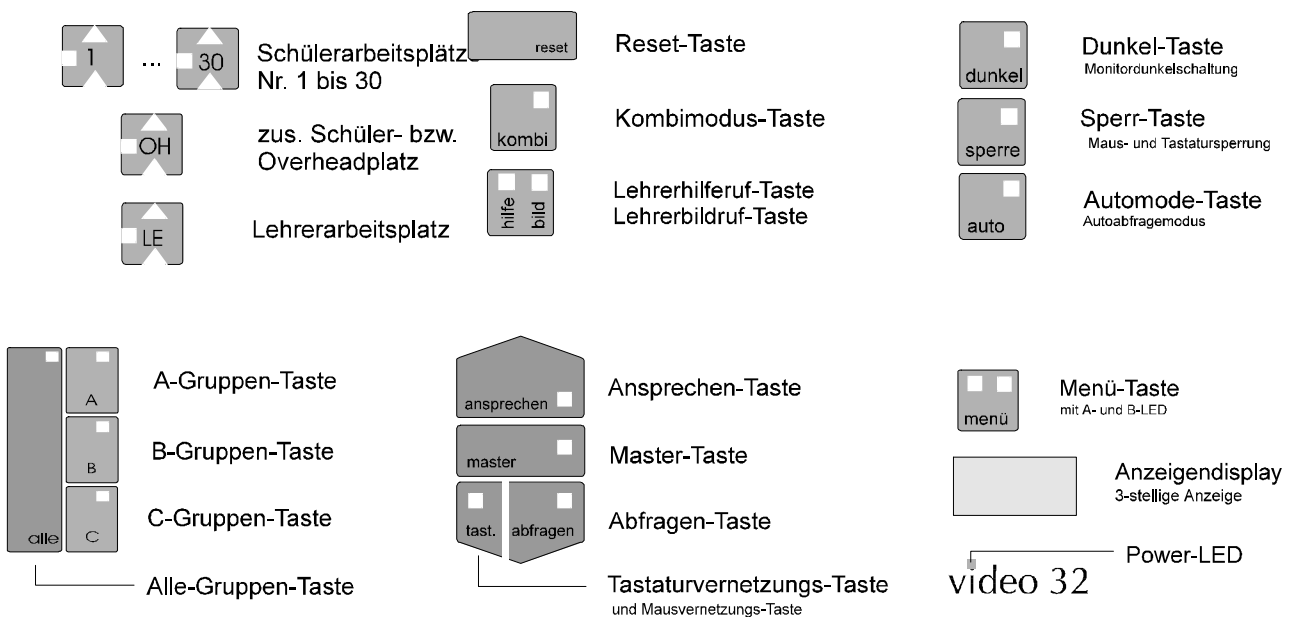 1 ... 30
Schülerarbeitsplätze
Nr. 1 bis 30
OH
zus. Schüler- bzw.
Overheadplatz
LE
Lehrerarbeitsplatz
reset
Reset-Taste
kombi
Kombimodus-Taste
hilfe
bild
Lehrerhilferuf-Taste
Lehrerbildruf-Taste
dunkel
Dunkel-Taste
Monitordunkelschaltung
sperre
Sperr-Taste
Maus- und Tastatursperrung
auto
Automode-Taste
Autoabfragemodus
alle
A
A-Gruppen-Taste
B
B-Gruppen-Taste
C
C-Gruppen-Taste
Alle-Gruppen-Taste
ansprechen
Ansprechen-Taste
master
Master-Taste
tast.
abfragen
Abfragen-Taste
Tastaturvernetzungs-Taste
und Mausvernetzungs-Taste
menü
Menü-Taste
mit A- und B-LED
Anzeigendisplay
3-stellige Anzeige
Power-LED
video 32